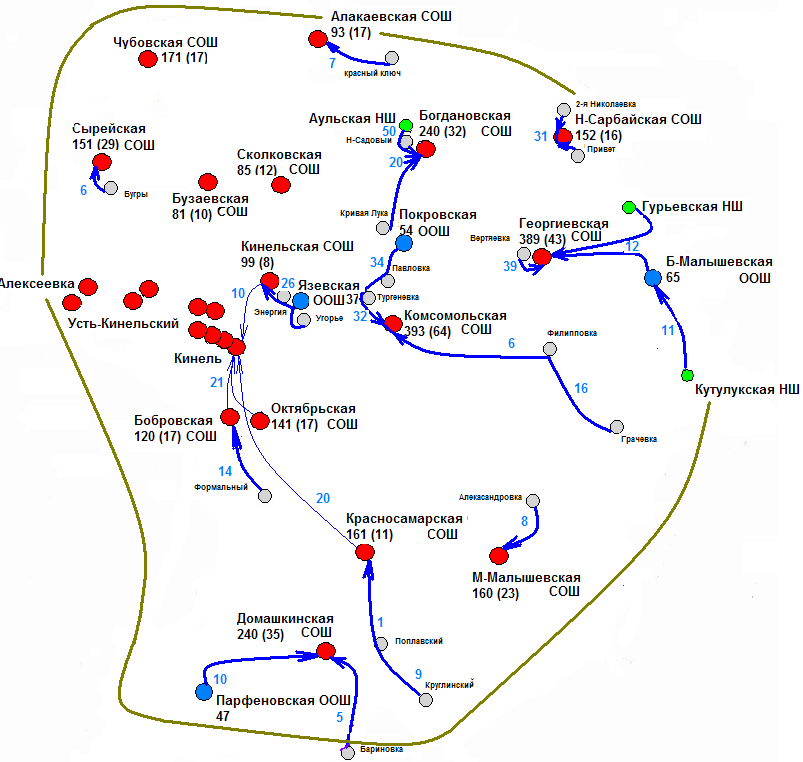 Алакаевская СОШ
93 (17)
7
красный ключ
Чубовская СОШ
171 (17)
2-я Николаевка
Н-Сарбайская СОШ
31
152 (16)
Привет
Аульская НШ
50
Н-Садовый
20
Богдановская
240 (32) СОШ
Сырейская
151 (29) СОШ
6
Бугры
Сколковская
85 (12) СОШ
Бузаевская
81 (10) СОШ
Кривая Лука
Покровская
54 ООШ
34
Павловка
Гурьевская НШ
Георгиевская
389 (43) СОШ
Вертяевка
39
12
Б-Малышевская
65 ООШ
11
Кутулукская НШ
Кинельская СОШ
99 (8)
10
26
Энергия
Язевская
ООШ 37
Угорье
Тургеневка
32
Комсомольская
393 (64) СОШ
6
Филипповка
16
Грачевка
Алексеевка
Усть-Кинельский
Кинель
21
Октябрьская
141 (17) СОШ
Бобровская
120 (17) СОШ
14
Формальный
20
Красносамарская
161 (11) СОШ
Алекасандровка
8
М-Малышевская
160 (23) СОШ
1
Поплавский
9
Круглинский
Домашкинская
240 (35) СОШ
10
Парфеновская ООШ
47
5
Бариновка